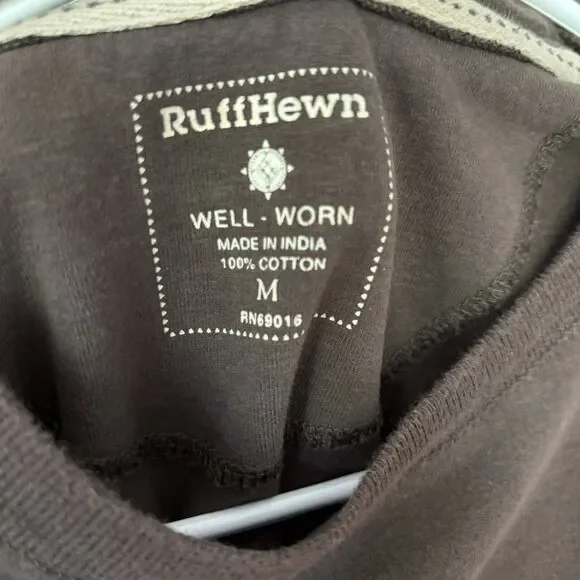 RuffHewn
WELL - WORN
MADE IN INDIA
100% COTTON
M
RN69016